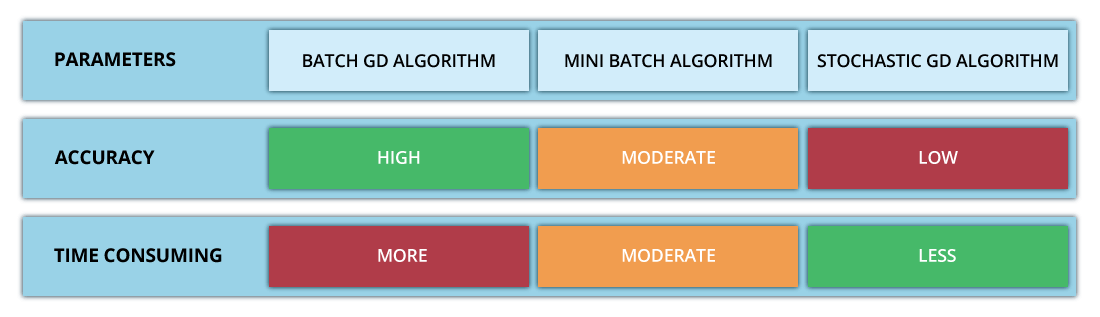 PARAMETERS BATCH GD ALGORITHM MINI BATCH ALGORITHM STOCHASTIC GD ALGORITHM
ACCURACY HIGH MODERATE LOW
TIME CONSUMING MORE MODERATE LESS